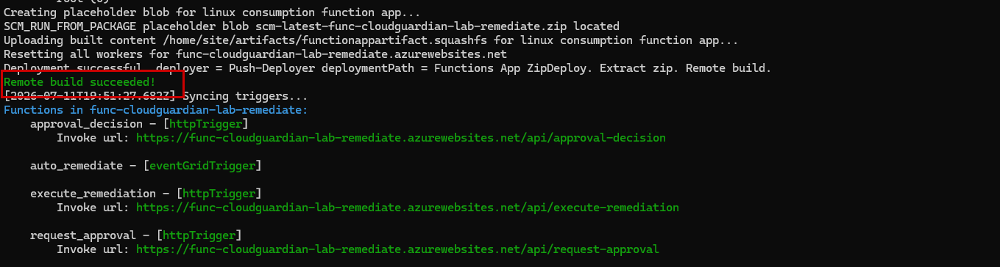 Creating placeholder blob for linux consumption function app...
SCM_RUN_FROM_PACKAGE placeholder blob scm-latest-func-cloudguardian-lab-remediate.zip located
Uploading built content /home/site/artifacts/functionappartifact.squashfs for linux consumption function app...
Resetting all workers for func-cloudguardian-lab-remediate.azurewebsites.net
Deployment successful. deployer = Push-Deployer deploymentPath = Functions App ZipDeploy. Extract zip. Remote build.
Remote build succeeded!
[2026-07-11T19:51:27.682Z] Syncing triggers...
Functions in func-cloudguardian-lab-remediate:
    approval_decision - [httpTrigger]
        Invoke url: https://func-cloudguardian-lab-remediate.azurewebsites.net/api/approval-decision
    auto_remediate - [eventGridTrigger]
    execute_remediation - [httpTrigger]
        Invoke url: https://func-cloudguardian-lab-remediate.azurewebsites.net/api/execute-remediation
    request_approval - [httpTrigger]
        Invoke url: https://func-cloudguardian-lab-remediate.azurewebsites.net/api/request-approval